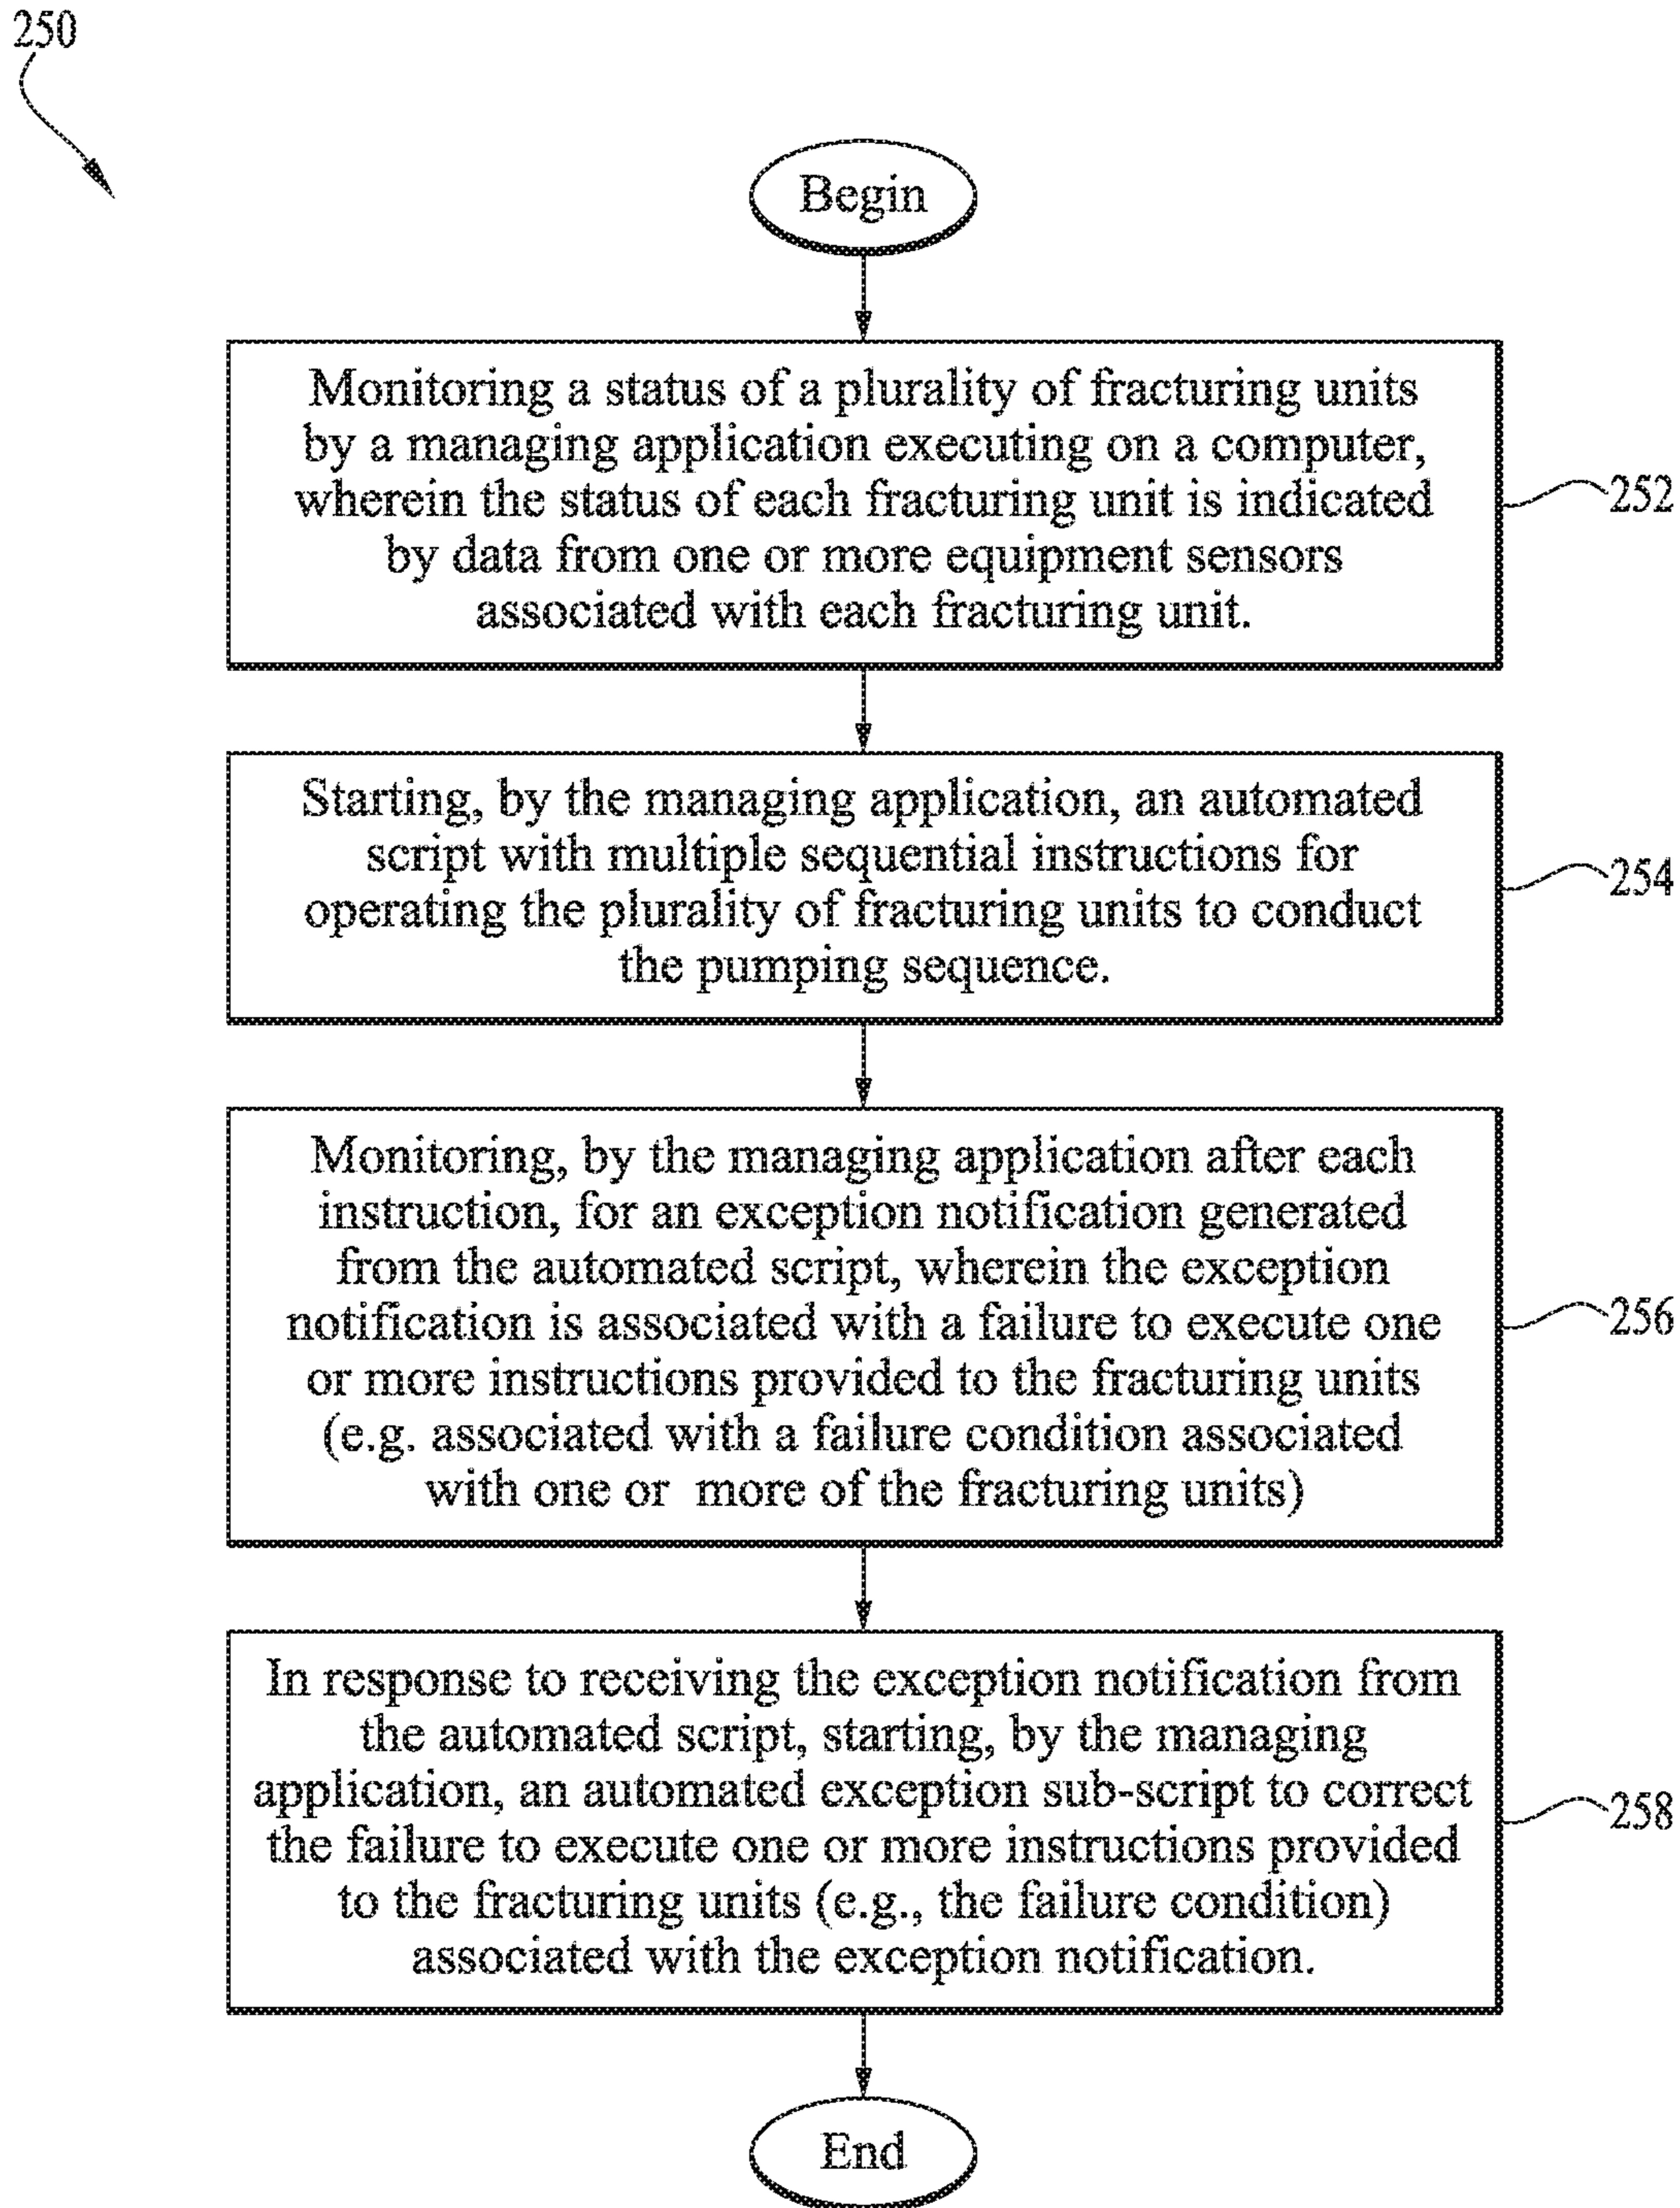 250
Begin
Monitoring a status of a plurality of fracturing units
by a managing application executing on a computer,
wherein the status of each fracturing unit is indicated
by data from one or more equipment sensors
associated with each fracturing unit.
252
Starting, by the managing application, an automated
script with multiple sequential instructions for
operating the plurality of fracturing units to conduct
the pumping sequence.
254
Monitoring, by the managing application after each
instruction, for an exception notification generated
from the automated script, wherein the exception
notification is associated with a failure to execute one
or more instructions provided to the fracturing units
(e.g. associated with a failure condition associated
with one or more of the fracturing units)
256
In response to receiving the exception notification from
the automated script, starting, by the managing
application, an automated exception sub-script to correct
the failure to execute one or more instructions provided
to the fracturing units (e.g., the failure condition)
associated with the exception notification.
258
End